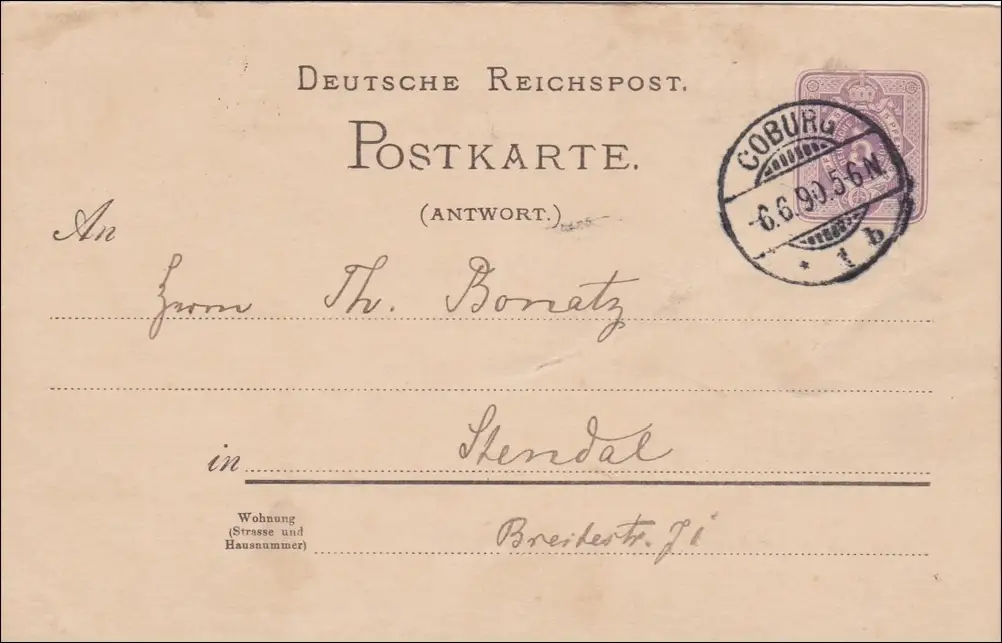 DEUTSCHE REICHSPOST.
POSTKARTE.
(ANTWORT.)
COBURG
-6.6.90.5-6N.
* 1 b
An
Herrn Th. Bonatz
in Stendal
Wohnung
(Strasse und
Hausnummer)
Breitestr.